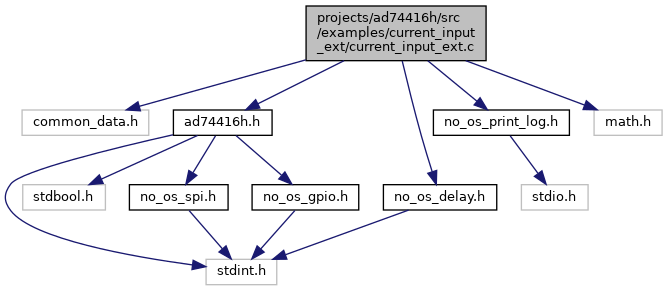 projects/ad74416h/src
/examples/current_input
_ext/current_input_ext.c
common_data.h
ad74416h.h
no_os_print_log.h
math.h
stdbool.h
no_os_spi.h
no_os_gpio.h
no_os_delay.h
stdio.h
stdint.h